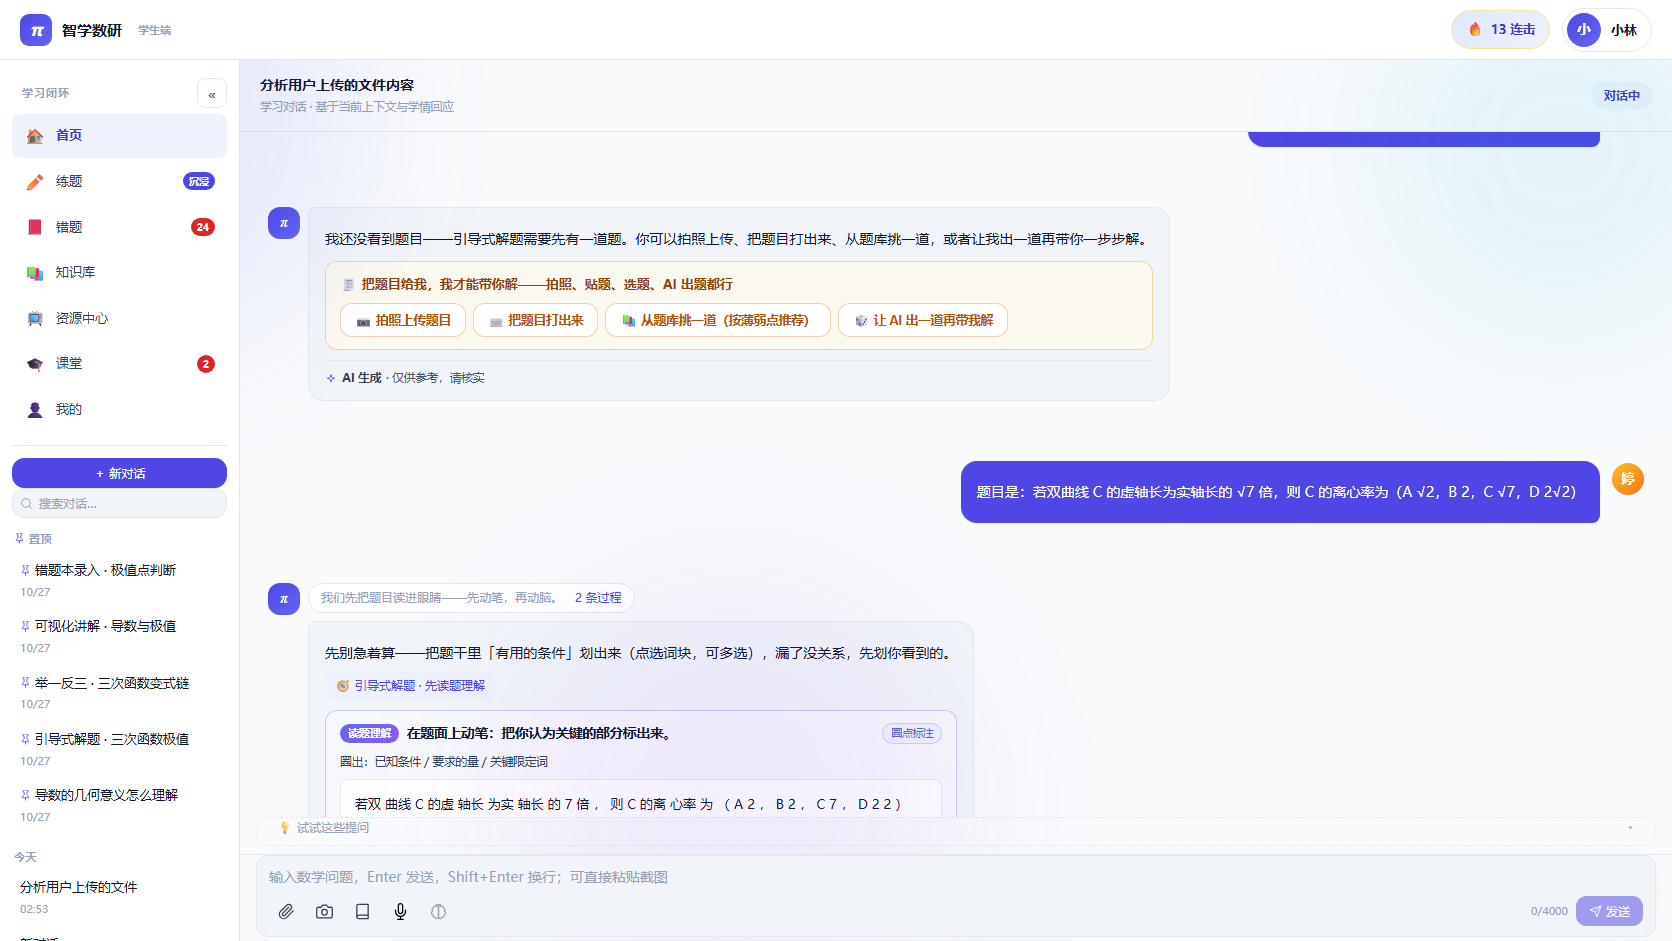 π 智学数研 学生端
13 连击
小 小林
学习闭环 «
首页
练题 沉浸
错题 24
知识库
资源中心
课堂 2
我的
+ 新对话
搜索对话...
置顶
错题本录入 · 极值点判断
10/27
可视化讲解 · 导数与极值
10/27
举一反三 · 三次函数变式链
10/27
引导式解题 · 三次函数极值
10/27
导数的几何意义怎么理解
10/27
今天
分析用户上传的文件
02:53
分析用户上传的文件内容
学习对话 · 基于当前上下文与学情回应
对话中
π
我还没看到题目——引导式解题需要先有一道题。你可以拍照上传、把题目打出来、从题库挑一道，或者让我出一道再带你一步步解。
把题目给我，我才能带你解——拍照、贴题、选题、AI 出题都行
拍照上传题目 把题目打出来 从题库挑一道（按薄弱点推荐） 让 AI 出一道再带我解
AI 生成 · 仅供参考，请核实
题目是：若双曲线 C 的虚轴长为实轴长的 √7 倍，则 C 的离心率为（A √2，B 2，C √7，D 2√2）
婷
π
我们先把题目读进眼睛——先动笔，再动脑。 2 条过程
先别急着算——把题干里「有用的条件」划出来（点选词块，可多选），漏了没关系，先划你看到的。
引导式解题 · 先读题理解
读题理解 在题面上动笔：把你认为关键的部分标出来。 圈点标注
圈出：已知条件 / 要求的量 / 关键限定词
若双 曲线 C 的虚 轴长 为实 轴长 的 7 倍 ， 则 C 的离 心率 为 （ A 2 ， B 2 ， C 7 ， D 2 2 ）
试试这些提问
输入数学问题，Enter 发送，Shift+Enter 换行；可直接粘贴截图
0/4000
发送